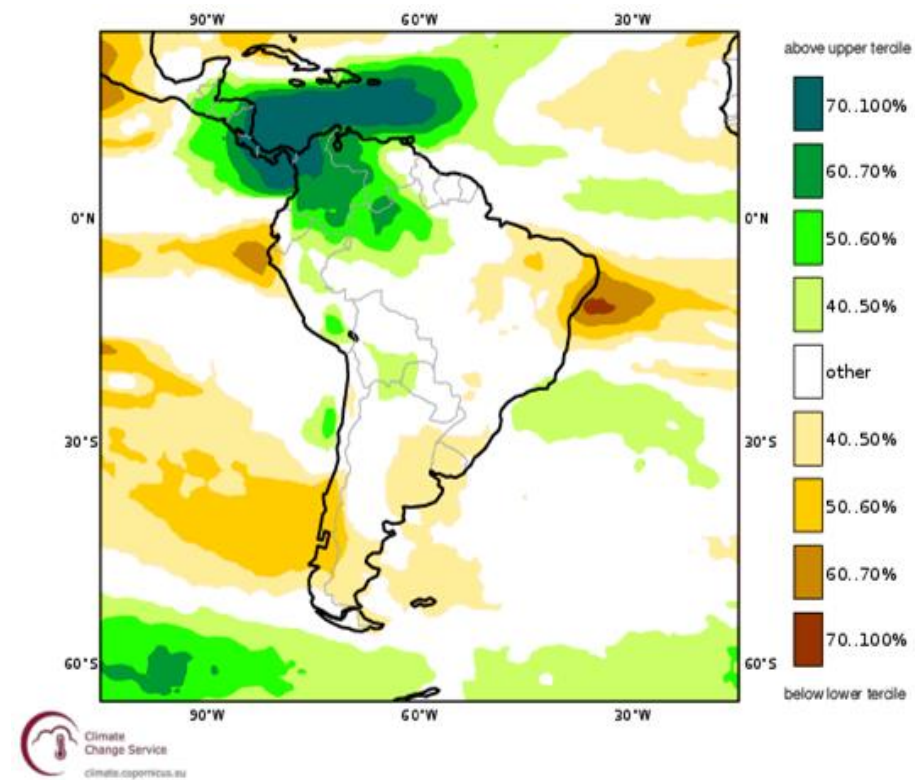 90°W 60°W 30°W
above upper tercile
70..100%
60..70%
0°N
50..60%
40..50%
other
30°S 30°S
40..50%
50..60%
60..70%
60°S 60°S
70..100%
below lower tercile
90°W 60°W 30°W
Climate
Change Service
climate.copernicus.eu